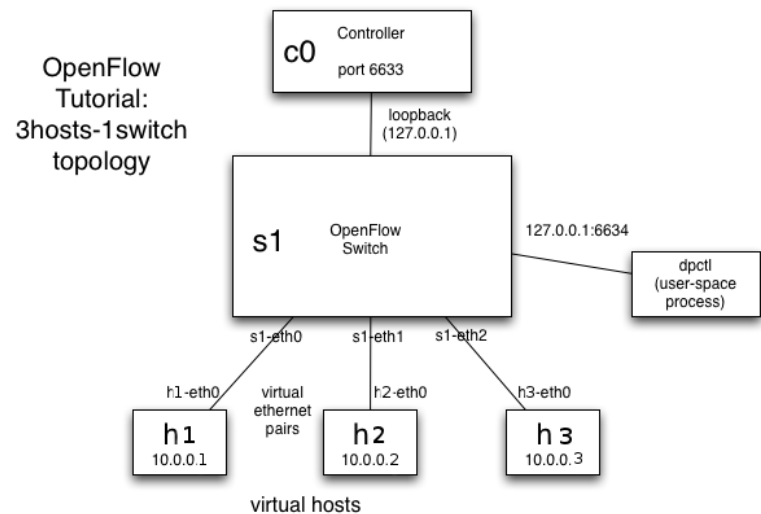 OpenFlow
Tutorial:
3hosts-1switch
topology
c0
Controller
port 6633
loopback
(127.0.0.1)
s1
OpenFlow
Switch
127.0.0.1:6634
dpctl
(user-space
process)
s1-eth0
s1-eth1
s1-eth2
h1-eth0
virtual
ethernet
pairs
h2-eth0
h3-eth0
h1
10.0.0.1
h2
10.0.0.2
h3
10.0.0.3
virtual hosts